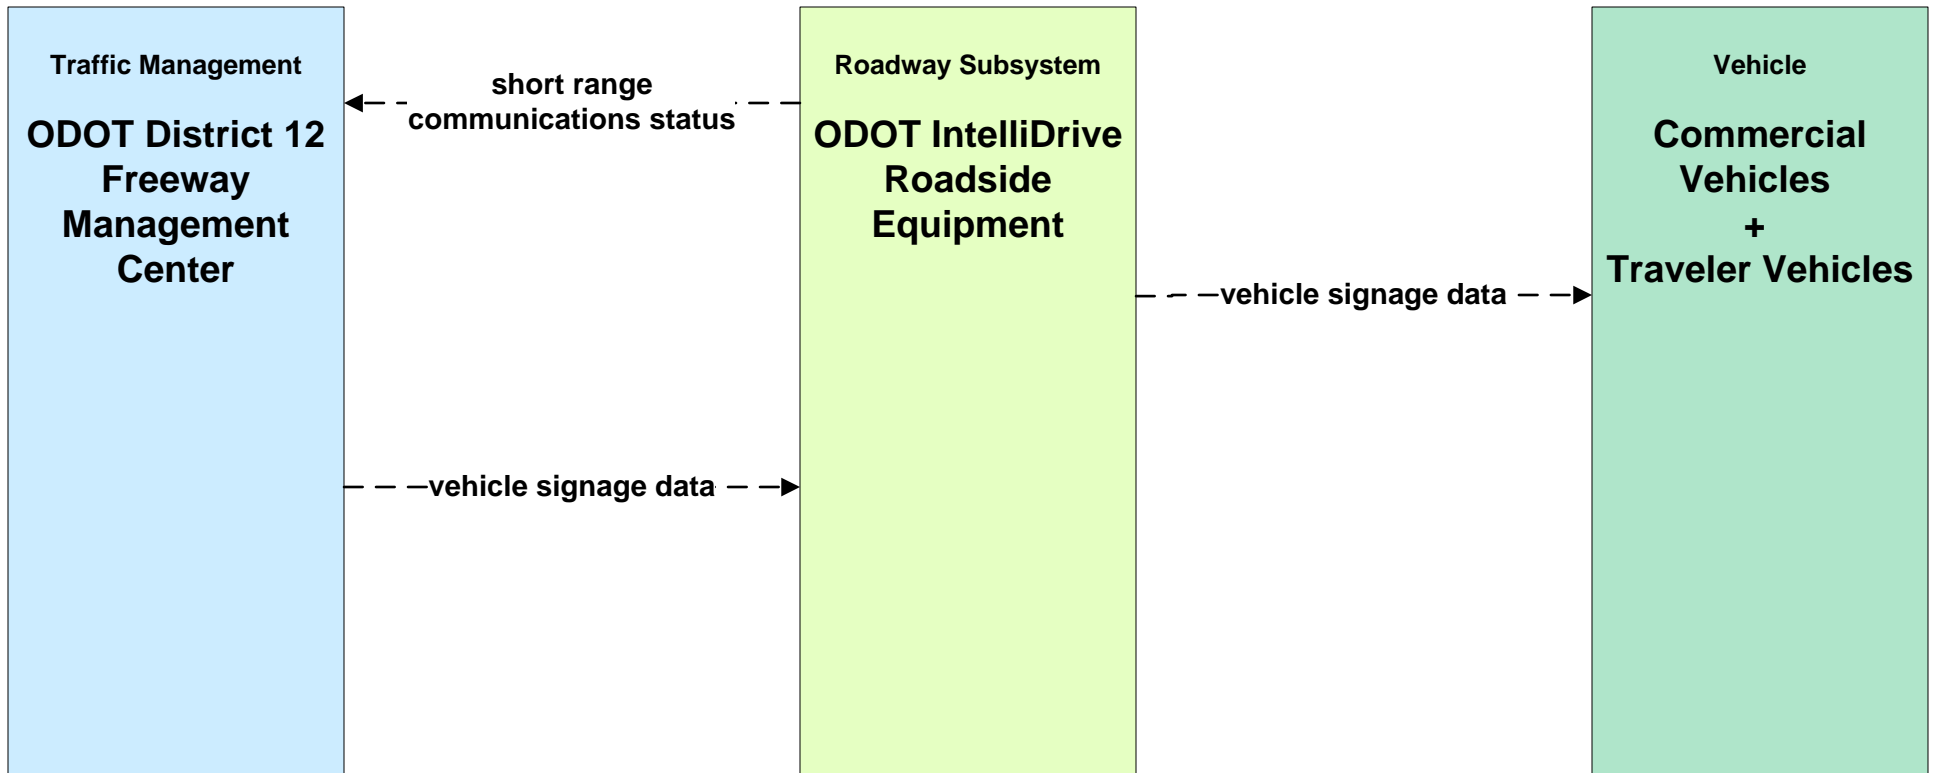 Traffic Management
ODOT District 12
Freeway
Management
Center
short range
communications status
vehicle signage data
Roadway Subsystem
ODOT IntelliDrive
Roadside
Equipment
vehicle signage data
Vehicle
Commercial
Vehicles
+
Traveler Vehicles